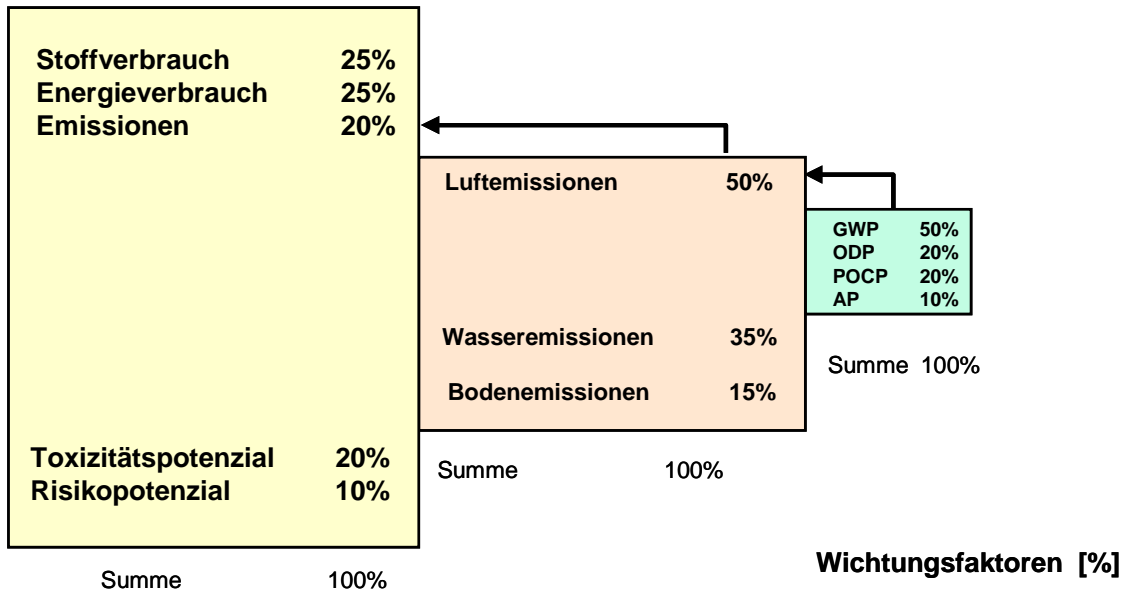 Stoffverbrauch 25%
Energieverbrauch 25%
Emissionen 20%
Toxizitätspotenzial 20%
Risikopotenzial 10%
Summe 100%
Luftemissionen 50%
Wasseremissionen 35%
Bodenemissionen 15%
Summe 100%
GWP 50%
ODP 20%
POCP 20%
AP 10%
Summe 100%
Wichtungsfaktoren [%]